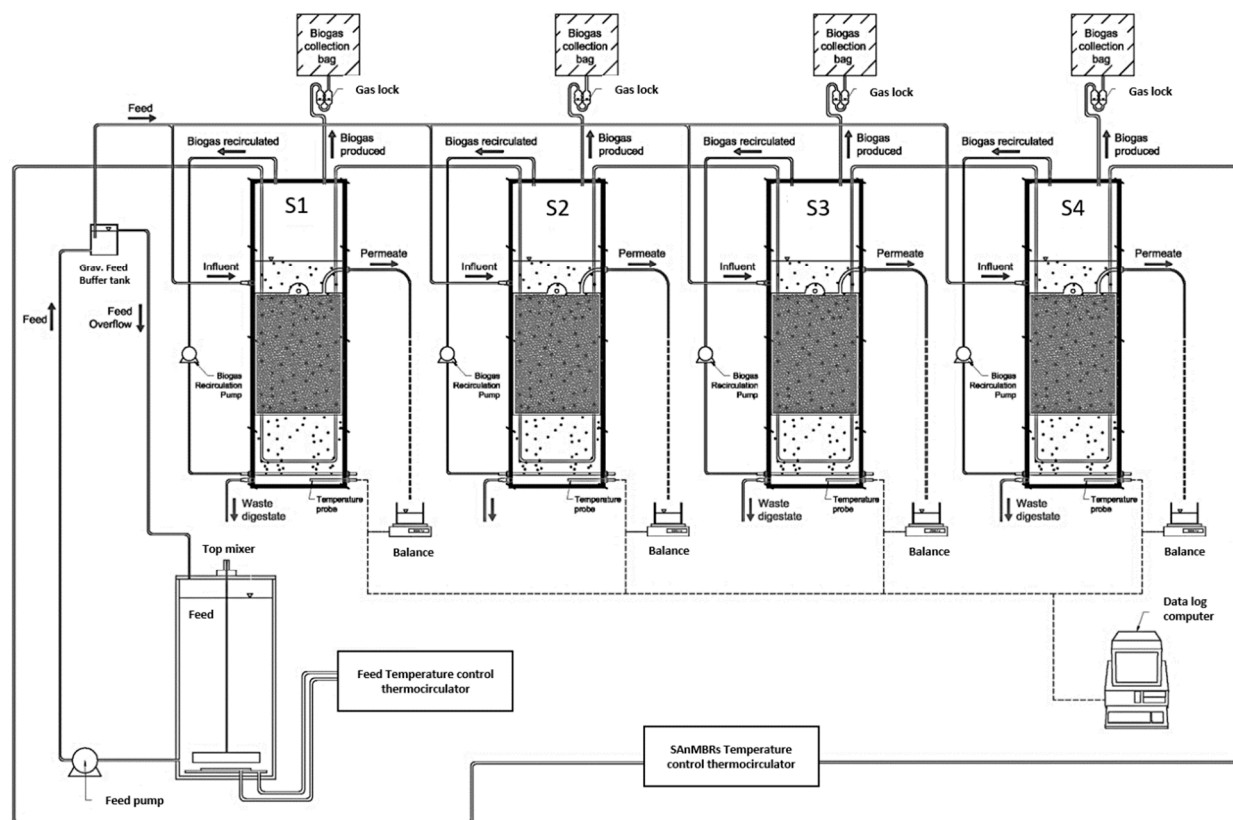 Biogas
collection
bag
Gas lock
Biogas
collection
bag
Gas lock
Biogas
collection
bag
Gas lock
Biogas
collection
bag
Gas lock
Feed
Biogas recirculated
Biogas
produced
Biogas recirculated
Biogas
produced
Biogas recirculated
Biogas
produced
Biogas recirculated
Biogas
produced
S1
S2
S3
S4
Grav. Feed
Buffer tank
Influent
Permeate
Influent
Permeate
Influent
Permeate
Influent
Permeate
Feed
Feed
Overflow
Biogas
Recirculation
Pump
Biogas
Recirculation
Pump
Biogas
Recirculation
Pump
Biogas
Recirculation
Pump
Waste
digestate
Temperature
probe
Temperature
probe
Waste
digestate
Temperature
probe
Waste
digestate
Temperature
probe
Balance
Balance
Balance
Balance
Top mixer
Feed
Feed Temperature control
thermocirculator
Data log
computer
SAnMBRs Temperature
control thermocirculator
Feed pump